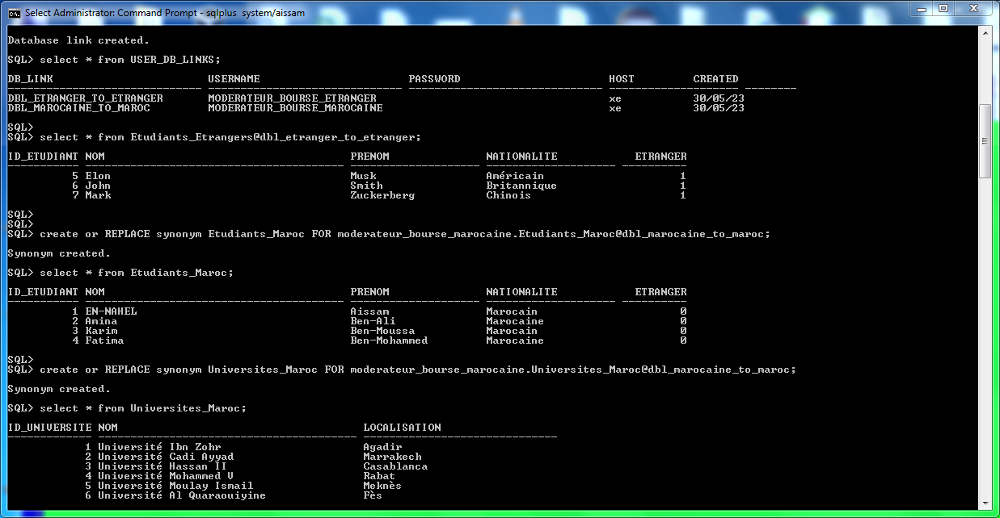 Select Administrator: Command Prompt - sqlplus  system/aissam
Database link created.
SQL> select * from USER_DB_LINKS;
DB_LINK USERNAME PASSWORD HOST CREATED
DBL_ETRANGER_TO_ETRANGER MODERATEUR_BOURSE_ETRANGER xe 30/05/23
DBL_MAROCAINE_TO_MAROC MODERATEUR_BOURSE_MAROCAINE xe 30/05/23
SQL>
SQL> select * from Etudiants_Etrangers@dbl_etranger_to_etranger;
ID_ETUDIANT NOM PRENOM NATIONALITE ETRANGER
5 Elon Musk Américain 1
6 John Smith Britannique 1
7 Mark Zuckerberg Chinois 1
SQL>
SQL>
SQL> create or REPLACE synonym Etudiants_Maroc FOR moderateur_bourse_marocaine.Etudiants_Maroc@dbl_marocaine_to_maroc;
Synonym created.
SQL> select * from Etudiants_Maroc;
ID_ETUDIANT NOM PRENOM NATIONALITE ETRANGER
1 EN-NAHEL Aissam Marocain 0
2 Amina Ben-Ali Marocaine 0
3 Karim Ben-Moussa Marocain 0
4 Fatima Ben-Mohammed Marocaine 0
SQL>
SQL> create or REPLACE synonym Universites_Maroc FOR moderateur_bourse_marocaine.Universites_Maroc@dbl_marocaine_to_maroc;
Synonym created.
SQL> select * from Universites_Maroc;
ID_UNIVERSITE NOM LOCALISATION
1 Université Ibn Zohr Agadir
2 Université Cadi Ayyad Marrakech
3 Université Hassan II Casablanca
4 Université Mohammed V Rabat
5 Université Moulay Ismail Meknès
6 Université Al Quaraouiyine Fès